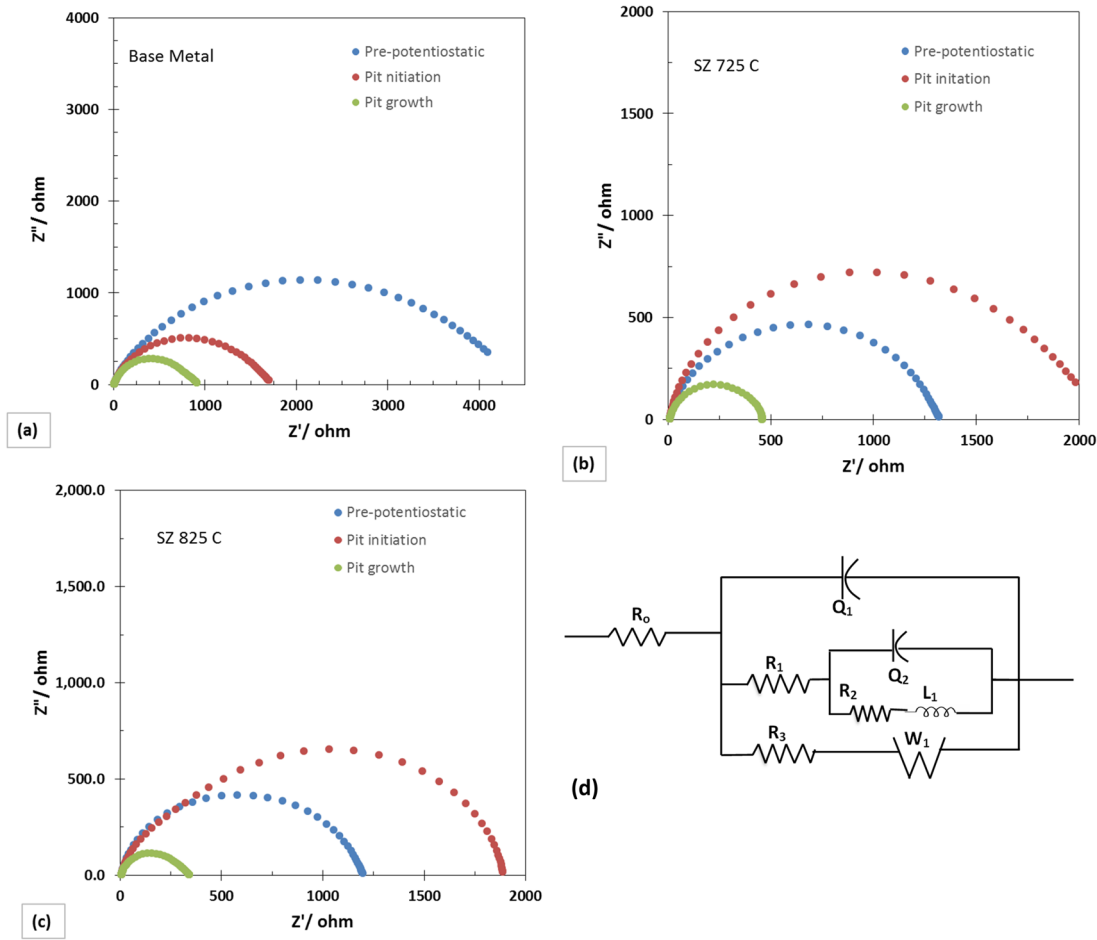 4000
3000
2000
1000
0
0
1000
2000
3000
4000
Z"/ ohm
Z'/ ohm
Base Metal
Pre-potentiostatic
Pit nitiation
Pit growth
(a)
2000
1500
1000
500
0
0
500
1000
1500
2000
Z"/ ohm
Z'/ ohm
SZ 725 C
Pre-potentiostatic
Pit initation
Pit growth
(b)
2,000.0
1,500.0
1,000.0
500.0
0.0
0
500
1000
1500
2000
Z"/ ohm
Z'/ ohm
SZ 825 C
Pre-potentiostatic
Pit initiation
Pit growth
(c)
Ro
Q1
R1
Q2
R2
L1
R3
W1
(d)